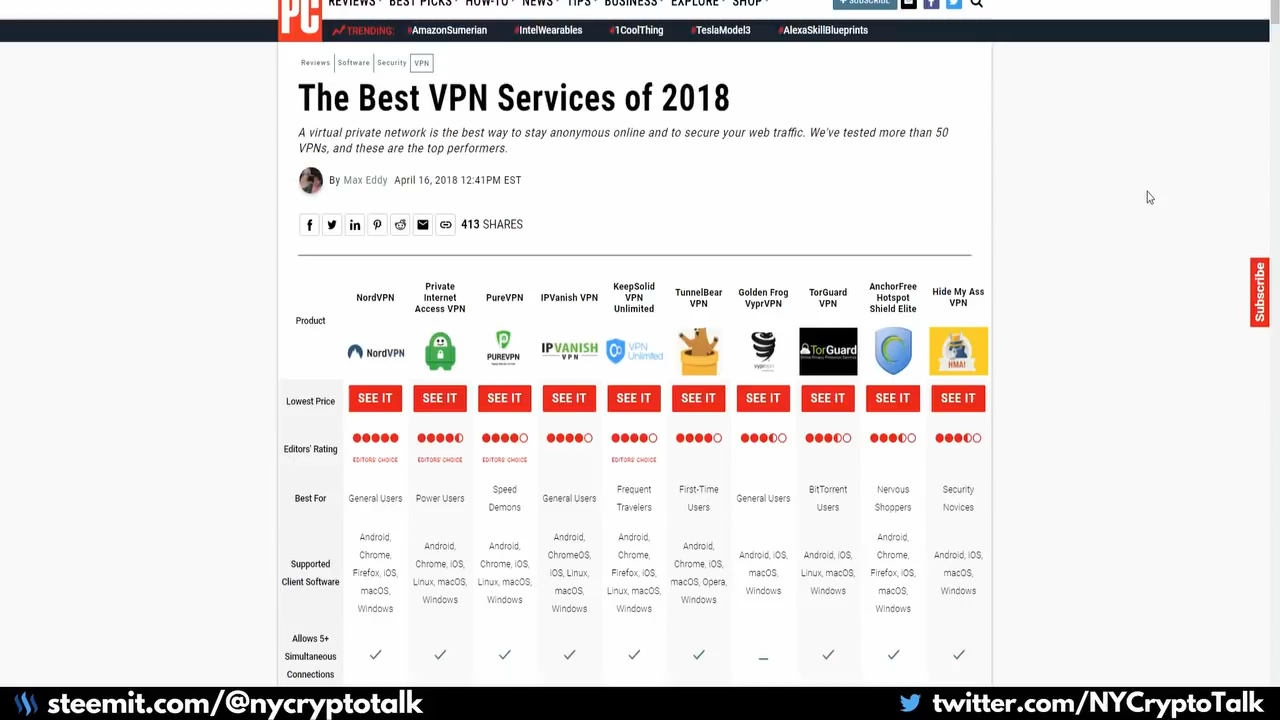 PC
REVIEWS BEST PICKS HOW-TO NEWS TIPS BUSINESS EXPLORE SHOP
+ SUBSCRIBE
TRENDING: #AmazonSumerian #IntelWearables #1CoolThing #TeslaModel3 #AlexaSkillBlueprints
Reviews Software Security VPN
The Best VPN Services of 2018
A virtual private network is the best way to stay anonymous online and to secure your web traffic. We've tested more than 50
VPNs, and these are the top performers.
By Max Eddy April 16, 2018 12:41PM EST
413 SHARES
Subscribe
Product
NordVPN
Private
Internet
Access VPN
PureVPN
IPVanish VPN
KeepSolid
VPN
Unlimited
TunnelBear
VPN
Golden Frog
VyprVPN
TorGuard
VPN
AnchorFree
Hotspot
Shield Elite
Hide My Ass
VPN
NordVPN
PUREVPN
IPVANISH
VPN
VPN
Unlimited
vyprvpn
TorGuard
HMA!
Lowest Price SEE IT SEE IT SEE IT SEE IT SEE IT SEE IT SEE IT SEE IT SEE IT SEE IT
Editors' Rating
EDITORS' CHOICE EDITORS' CHOICE EDITORS' CHOICE EDITORS' CHOICE
Best For
General Users
Power Users
Speed
Demons
General Users
Frequent
Travelers
First-Time
Users
General Users
BitTorrent
Users
Nervous
Shoppers
Security
Novices
Supported
Client Software
Android,
Chrome,
Firefox, iOS,
macOS,
Windows
Android,
Chrome, iOS,
Linux, macOS,
Windows
Android,
Chrome, iOS,
Linux, macOS,
Windows
Android,
ChromeOS,
iOS, Linux,
macOS,
Windows
Android,
Chrome,
Firefox, iOS,
Linux, macOS,
Windows
Android,
Chrome, iOS,
macOS, Opera,
Windows
Android, iOS,
macOS,
Windows
Android, iOS,
Linux, macOS,
Windows
Android,
Chrome,
Firefox, iOS,
macOS,
Windows
Android, iOS,
macOS,
Windows
Allows 5+
Simultaneous
Connections
steemit.com/@nycryptotalk
twitter.com/NYCryptoTalk